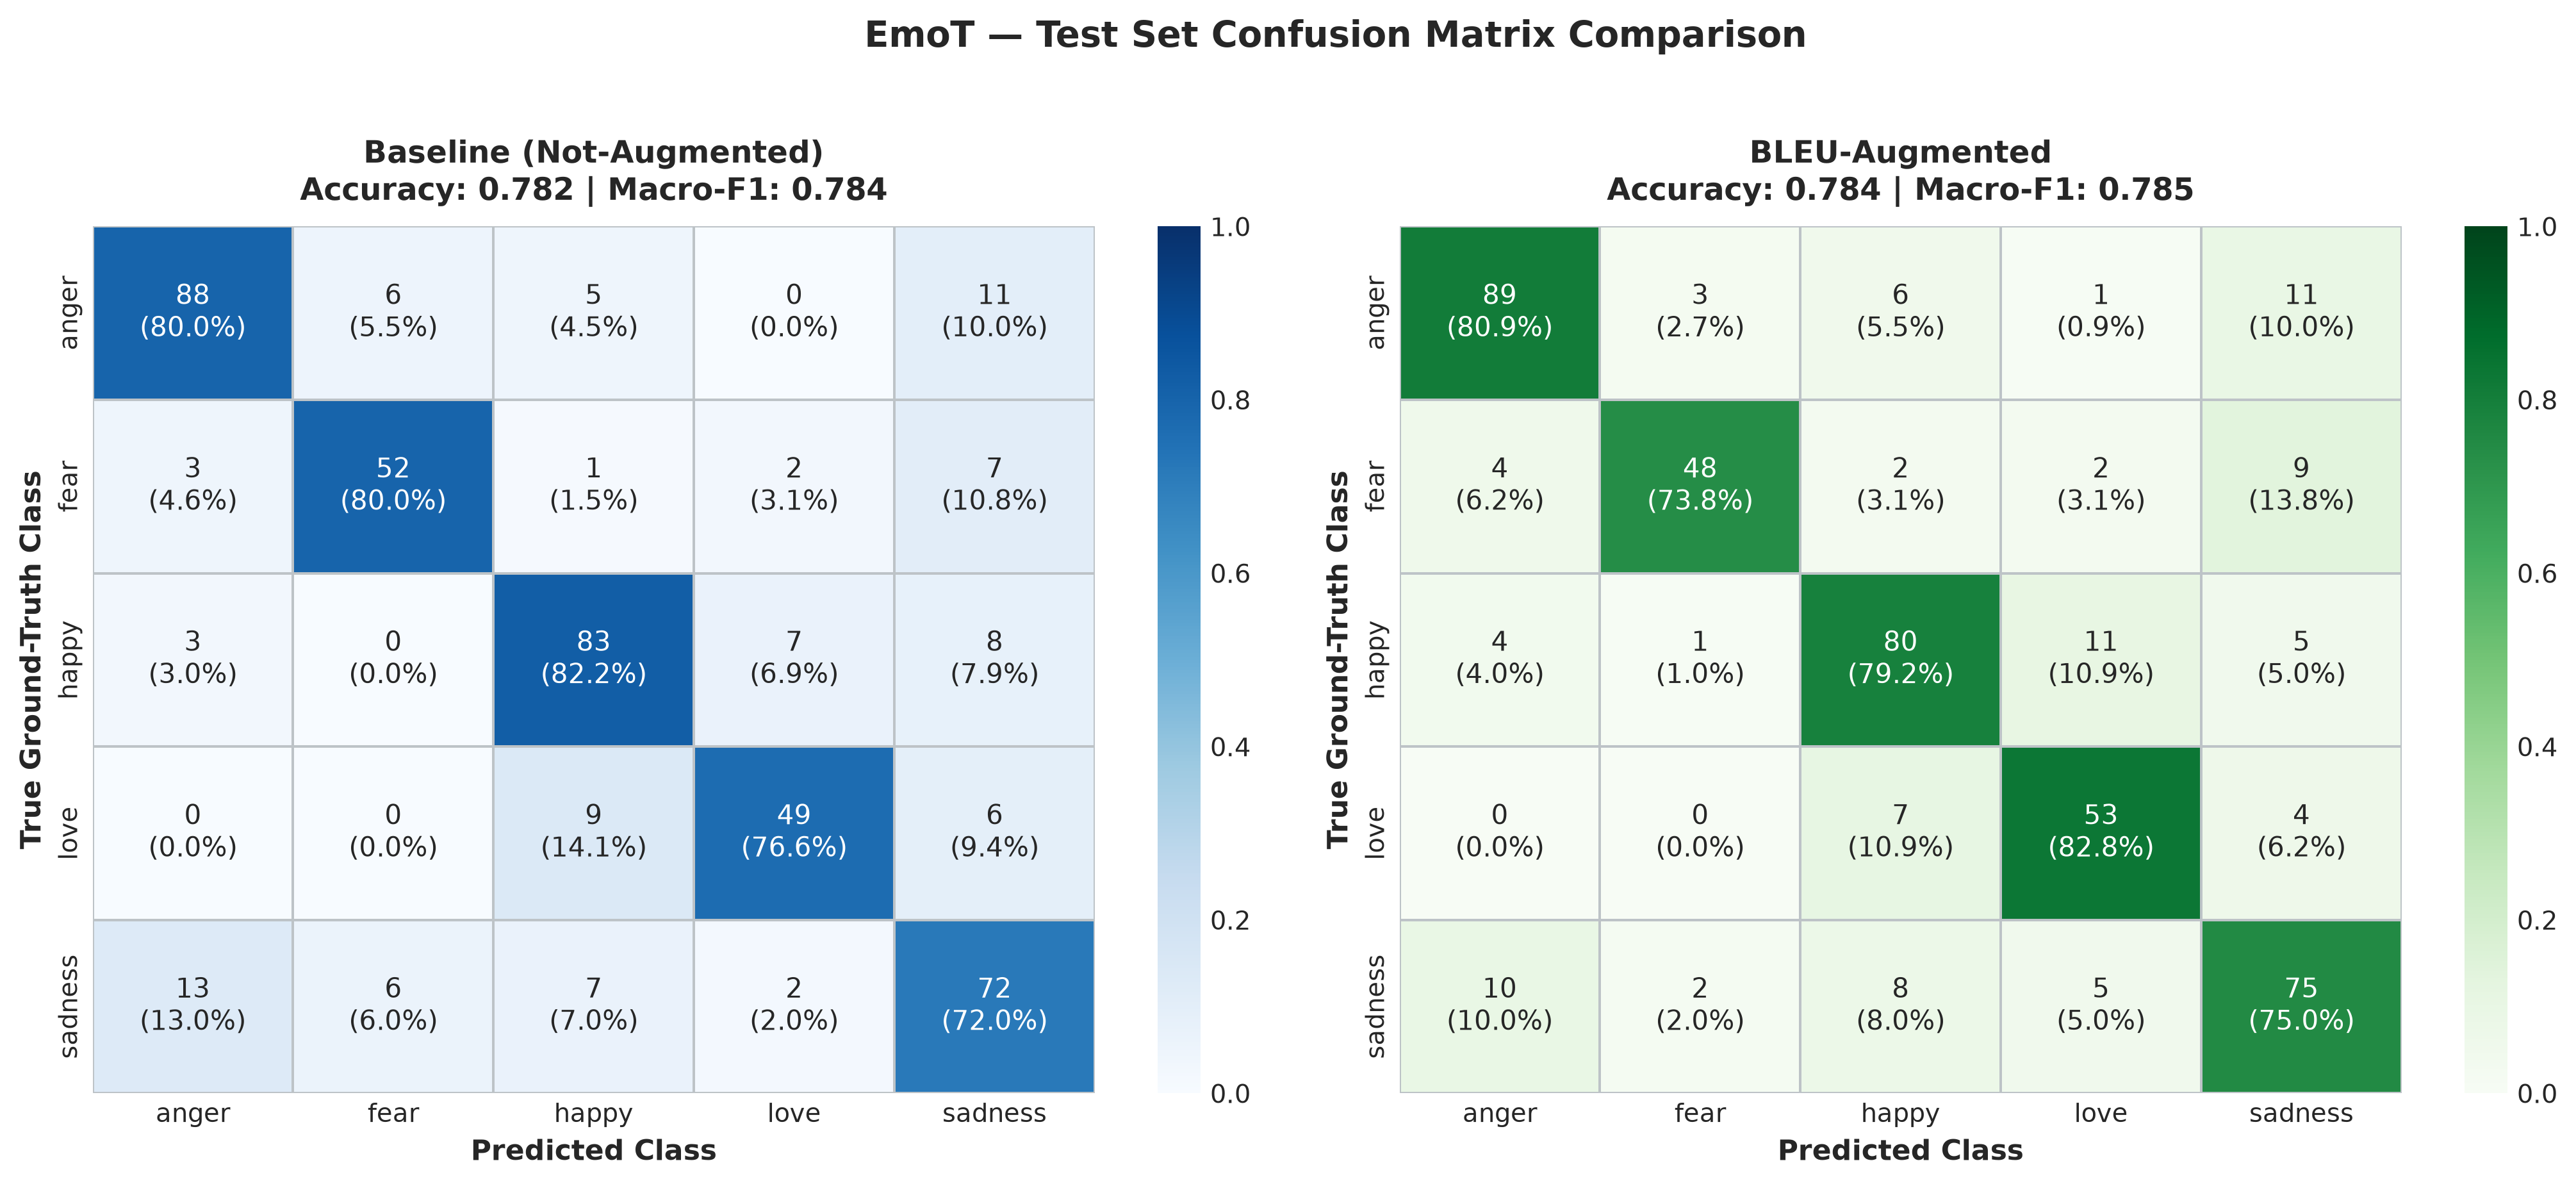 EmoT — Test Set Confusion Matrix Comparison
Baseline (Not-Augmented)
Accuracy: 0.782 | Macro-F1: 0.784
True Ground-Truth Class
anger
88 6 5 0 11
(80.0%) (5.5%) (4.5%) (0.0%) (10.0%)
fear
3 52 1 2 7
(4.6%) (80.0%) (1.5%) (3.1%) (10.8%)
happy
3 0 83 7 8
(3.0%) (0.0%) (82.2%) (6.9%) (7.9%)
love
0 0 9 49 6
(0.0%) (0.0%) (14.1%) (76.6%) (9.4%)
sadness
13 6 7 2 72
(13.0%) (6.0%) (7.0%) (2.0%) (72.0%)
anger fear happy love sadness
Predicted Class
1.0
0.8
0.6
0.4
0.2
0.0
BLEU-Augmented
Accuracy: 0.784 | Macro-F1: 0.785
True Ground-Truth Class
anger
89 3 6 1 11
(80.9%) (2.7%) (5.5%) (0.9%) (10.0%)
fear
4 48 2 2 9
(6.2%) (73.8%) (3.1%) (3.1%) (13.8%)
happy
4 1 80 11 5
(4.0%) (1.0%) (79.2%) (10.9%) (5.0%)
love
0 0 7 53 4
(0.0%) (0.0%) (10.9%) (82.8%) (6.2%)
sadness
10 2 8 5 75
(10.0%) (2.0%) (8.0%) (5.0%) (75.0%)
anger fear happy love sadness
Predicted Class
1.0
0.8
0.6
0.4
0.2
0.0